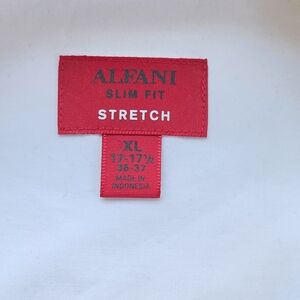 ALFANI
SLIM FIT
STRETCH
XL
17-17½
36-37
MADE IN
INDONESIA